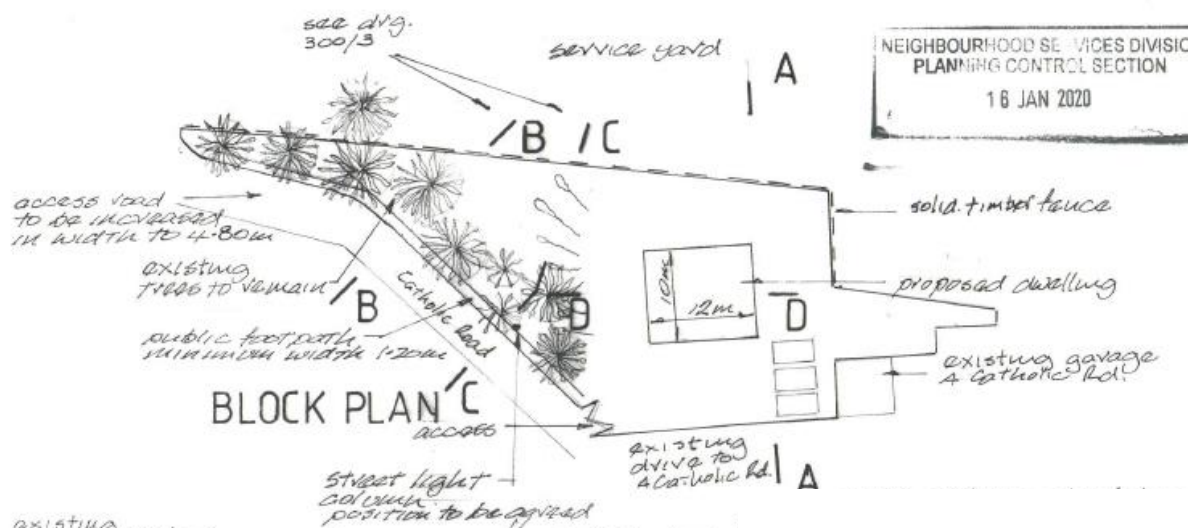 see drg.
300/3
service yard
A
NEIGHBOURHOOD SERVICES DIVISIO
PLANNING CONTROL SECTION
16 JAN 2020
B
C
access road
to be increased
in width to 4·80m
solid timber fence
existing
trees to remain
10m
12m
proposed dwelling
B
Catholic Road
D
D
public footpath
minimum width 1·20m
existing garage
4 Catholic Rd.
BLOCK PLAN
C
access
existing
drive to
4 Catholic Rd.
A
street light
column
position to be agreed
existing